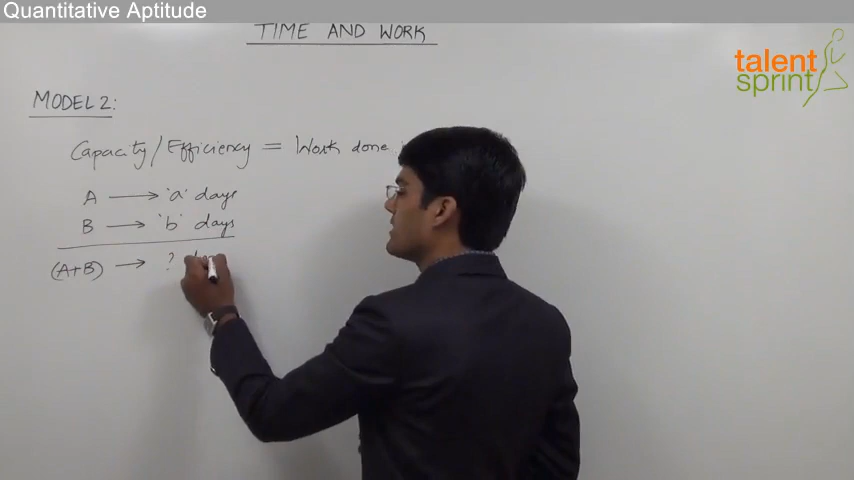 Quantitative Aptitude
TIME AND WORK
talent
sprint
MODEL 2:
Capacity/Efficiency = Work done
A → 'a' days
B → 'b' days
(A+B) → ?